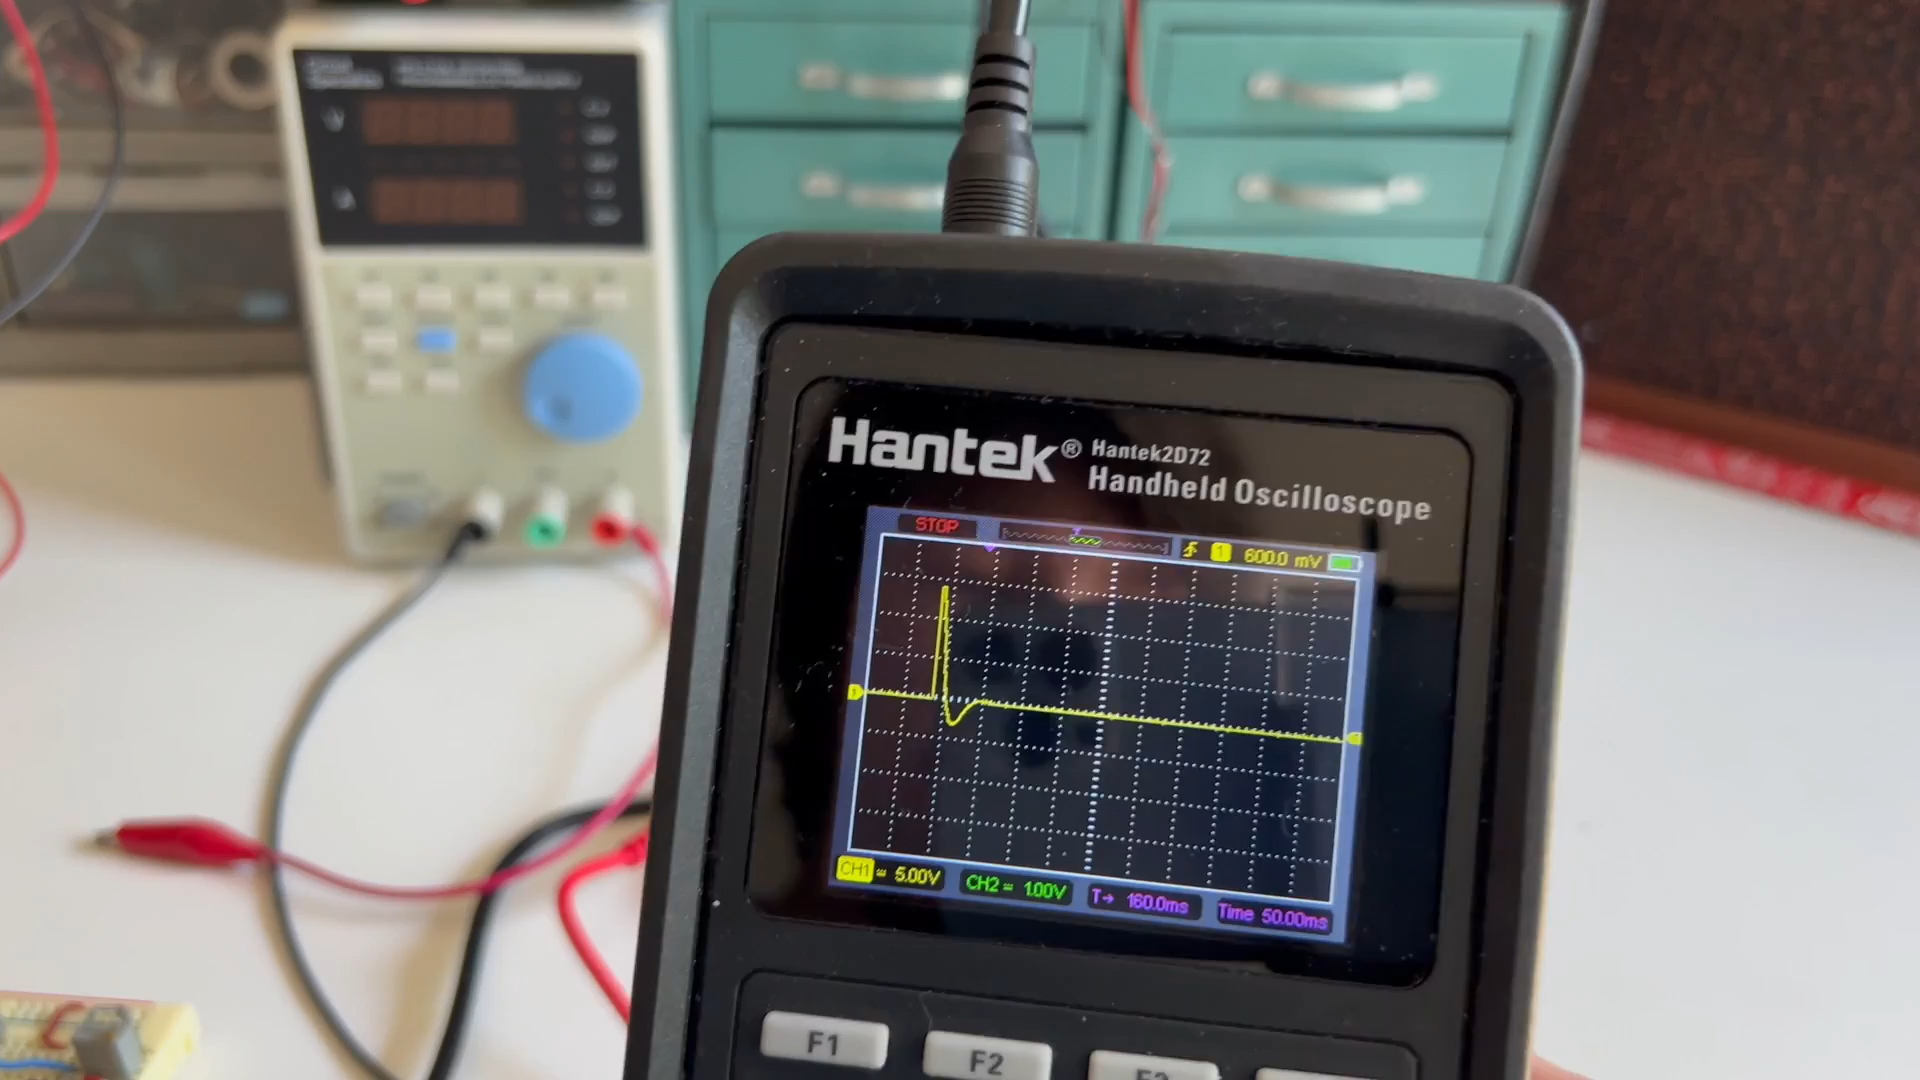 Hantek® Hantek2D72
Handheld Oscilloscope
STOP 1 600.0 mV
1
CH1 = 5.00V CH2 = 1.00V T→ 160.0ms Time 50.00ms
F1 F2